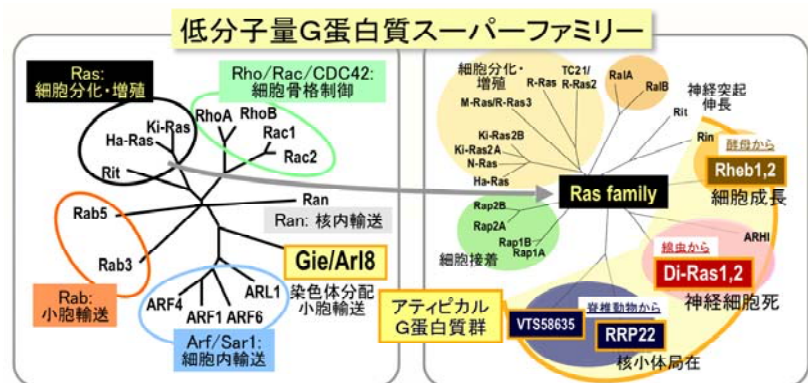 低分子量G蛋白質スーパーファミリー
Ras:
細胞分化・増殖
Rho/Rac/CDC42:
細胞骨格制御
Ki-Ras
Ha-Ras
Rit
RhoA
RhoB
Rac1
Rac2
Rab5
Rab3
Ran
Ran: 核内輸送
Gie/Arl8
染色体分配
小胞輸送
Rab:
小胞輸送
ARF4
ARF1
ARF6
ARL1
Arf/Sar1:
細胞内輸送
細胞分化・
増殖
R-Ras
TC21/
R-Ras2
M-Ras/R-Ras3
Ki-Ras2B
Ki-Ras2A
N-Ras
Ha-Ras
RalA
RalB
Rit
神経突起
伸長
Rin
酵母から
Rheb1,2
細胞成長
Ras family
Rap2B
Rap2A
Rap1B
Rap1A
細胞接着
ARHI
線虫から
Di-Ras1,2
神経細胞死
アティピカル
G蛋白質群
脊椎動物から
VTS58635
RRP22
核小体局在